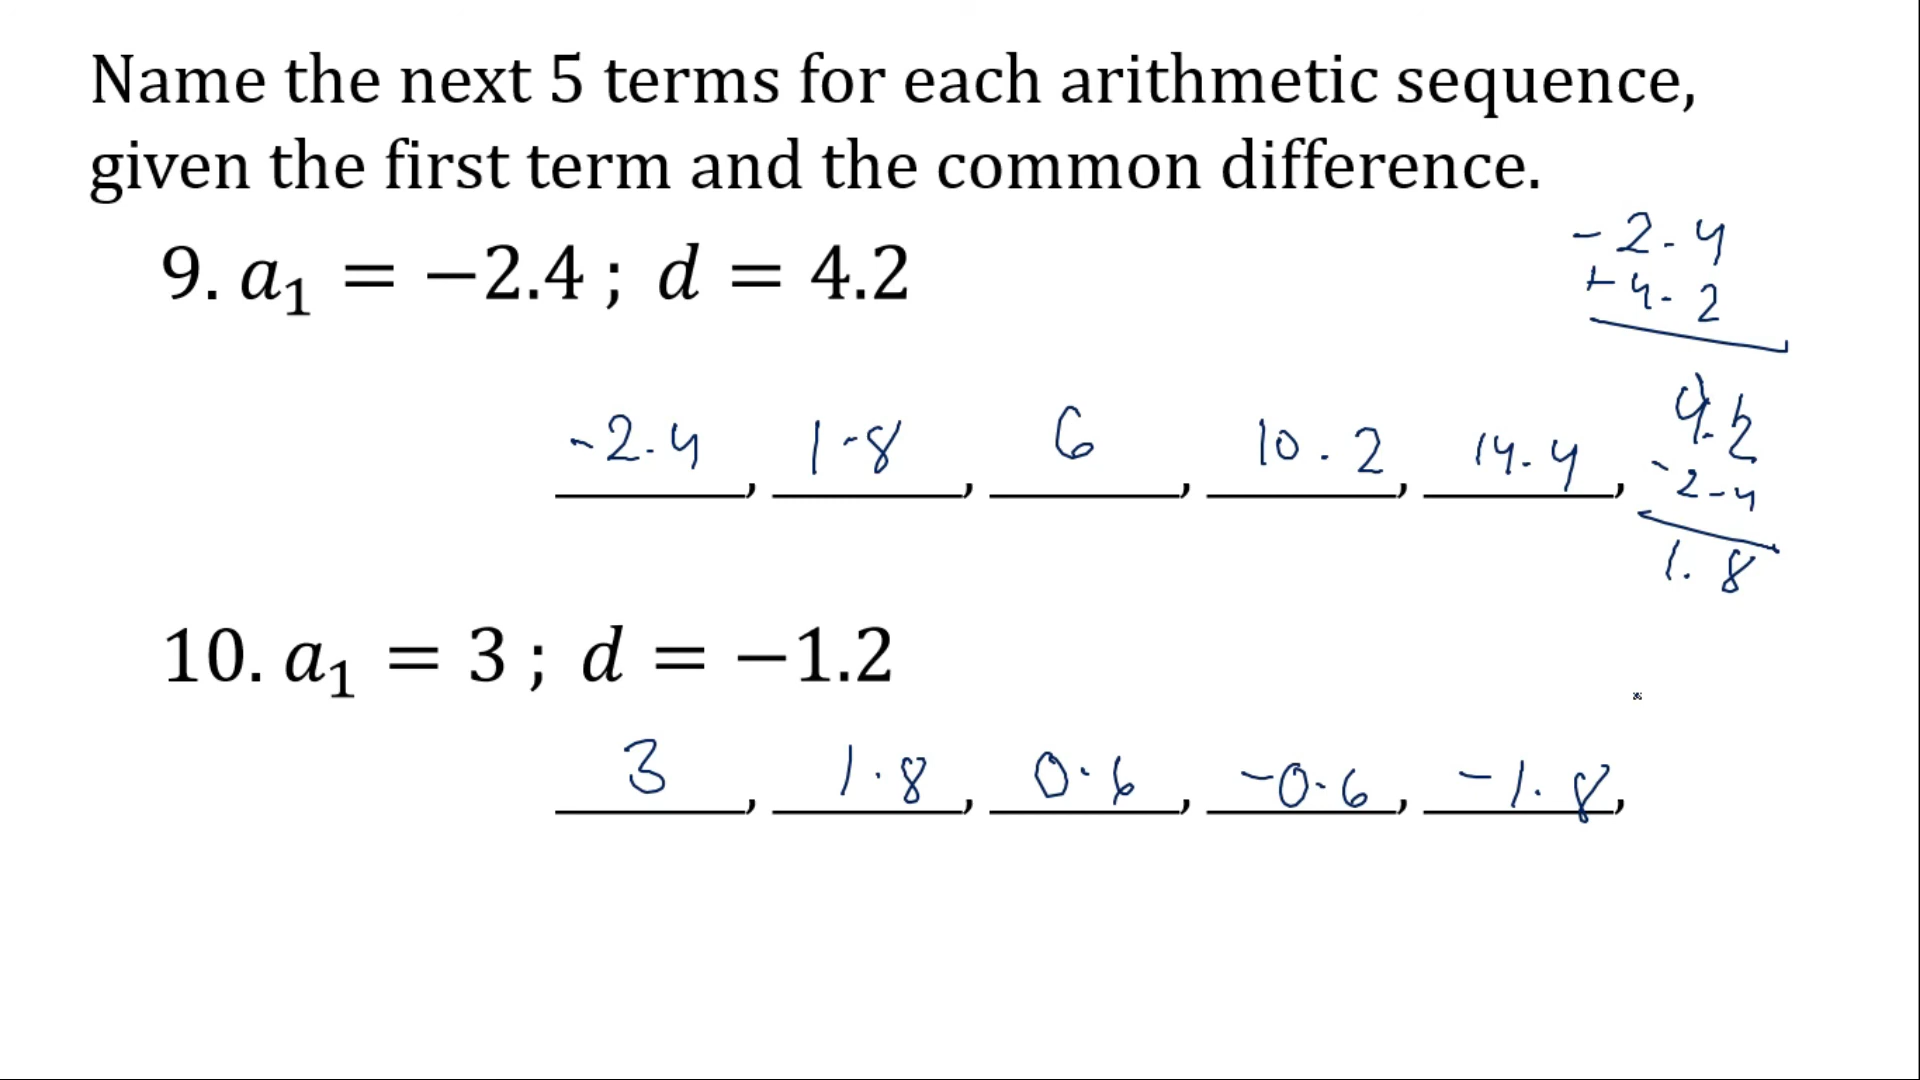 Name the next 5 terms for each arithmetic sequence,
given the first term and the common difference.
9. a₁ = −2.4 ; d = 4.2
-2.4
+4.2
-2.4, 1.8, 6, 10.2, 14.4,
4.2
-2.4
1.8
10. a₁ = 3 ; d = −1.2
3, 1.8, 0.6, -0.6, -1.8,